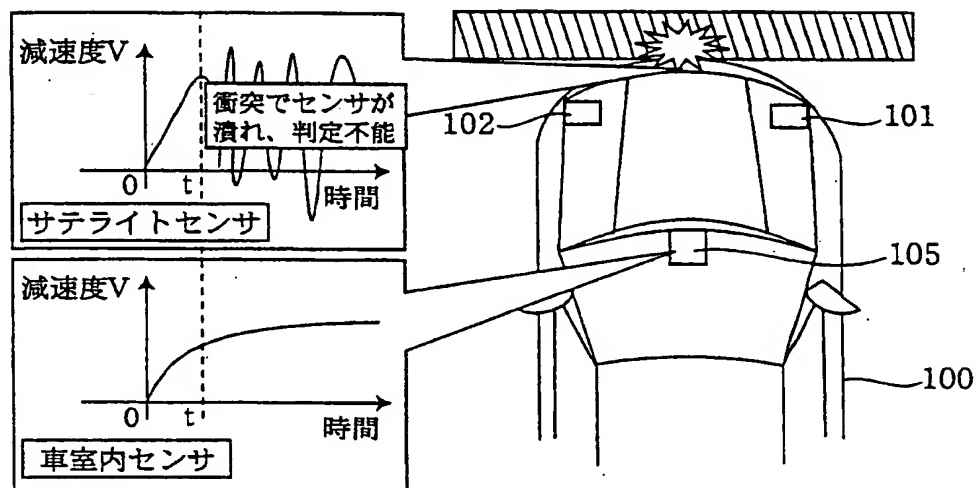 減速度V
衝突でセンサが
潰れ、判定不能
0
t
時間
サテライトセンサ
減速度V
0
t
時間
車室内センサ
102
101
105
100